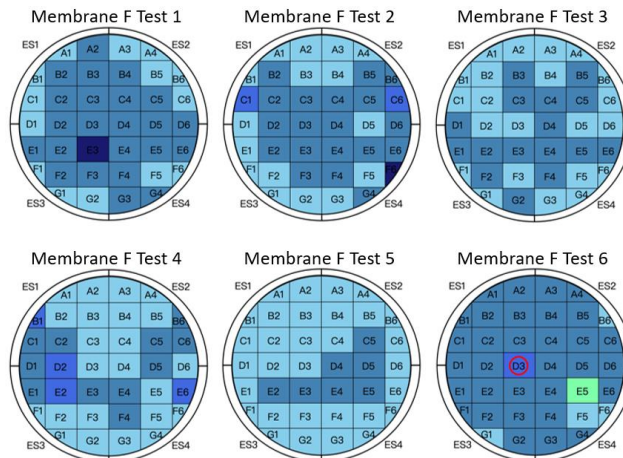 Membrane F Test 1 Membrane F Test 2 Membrane F Test 3
ES1 A1 A2 A3 A4 ES2 ES1 A1 A2 A3 A4 ES2 ES1 A1 A2 A3 A4 ES2
B1 B2 B3 B4 B5 B6 B1 B2 B3 B4 B5 B6 B1 B2 B3 B4 B5 B6
C1 C2 C3 C4 C5 C6 C1 C2 C3 C4 C5 C6 C1 C2 C3 C4 C5 C6
D1 D2 D3 D4 D5 D6 D1 D2 D3 D4 D5 D6 D1 D2 D3 D4 D5 D6
E1 E2 E3 E4 E5 E6 E1 E2 E3 E4 E5 E6 E1 E2 E3 E4 E5 E6
F1 F2 F3 F4 F5 F6 F1 F2 F3 F4 F5 F6 F1 F2 F3 F4 F5 F6
ES3 G1 G2 G3 G4 ES4 ES3 G1 G2 G3 G4 ES4 ES3 G1 G2 G3 G4 ES4
Membrane F Test 4 Membrane F Test 5 Membrane F Test 6
ES1 A1 A2 A3 A4 ES2 ES1 A1 A2 A3 A4 ES2 ES1 A1 A2 A3 A4 ES2
B1 B2 B3 B4 B5 B6 B1 B2 B3 B4 B5 B6 B1 B2 B3 B4 B5 B6
C1 C2 C3 C4 C5 C6 C1 C2 C3 C4 C5 C6 C1 C2 C3 C4 C5 C6
D1 D2 D3 D4 D5 D6 D1 D2 D3 D4 D5 D6 D1 D2 D3 D4 D5 D6
E1 E2 E3 E4 E5 E6 E1 E2 E3 E4 E5 E6 E1 E2 E3 E4 E5 E6
F1 F2 F3 F4 F5 F6 F1 F2 F3 F4 F5 F6 F1 F2 F3 F4 F5 F6
ES3 G1 G2 G3 G4 ES4 ES3 G1 G2 G3 G4 ES4 ES3 G1 G2 G3 G4 ES4